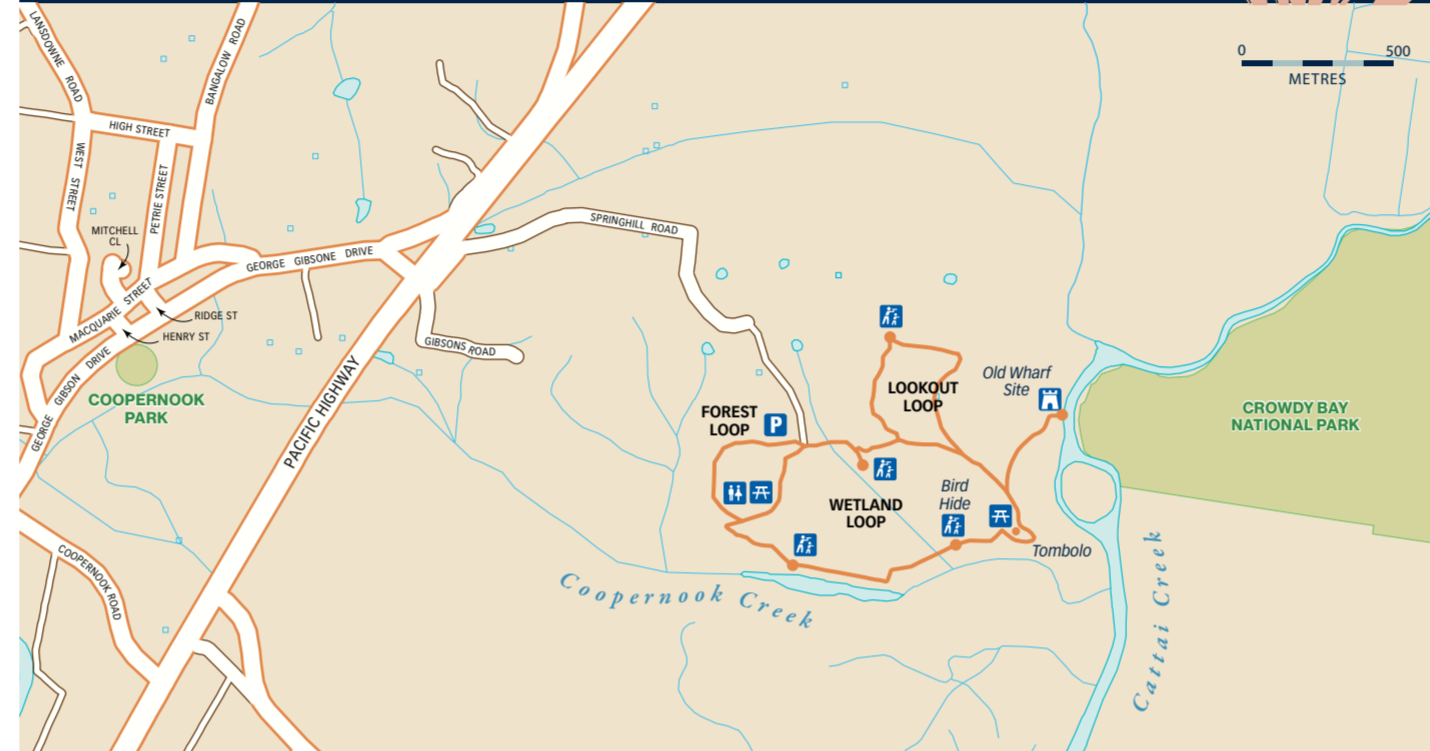 LANSDOWNE ROAD
BANGALOW ROAD
0 500
METRES
HIGH STREET
WEST STREET
PETRIE STREET
MITCHELL
CL
SPRINGHILL ROAD
GEORGE GIBSONE DRIVE
MACQUARIE STREET
RIDGE ST
HENRY ST
GIBSONS ROAD
GEORGE GIBSON DRIVE
COOPERNOOK
PARK
PACIFIC HIGHWAY
Old Wharf
Site
LOOKOUT
LOOP
FOREST
LOOP
P
CROWDY BAY
NATIONAL PARK
Bird
Hide
WETLAND
LOOP
Tombolo
COOPERNOOK ROAD
Coopernook Creek
Cattai Creek